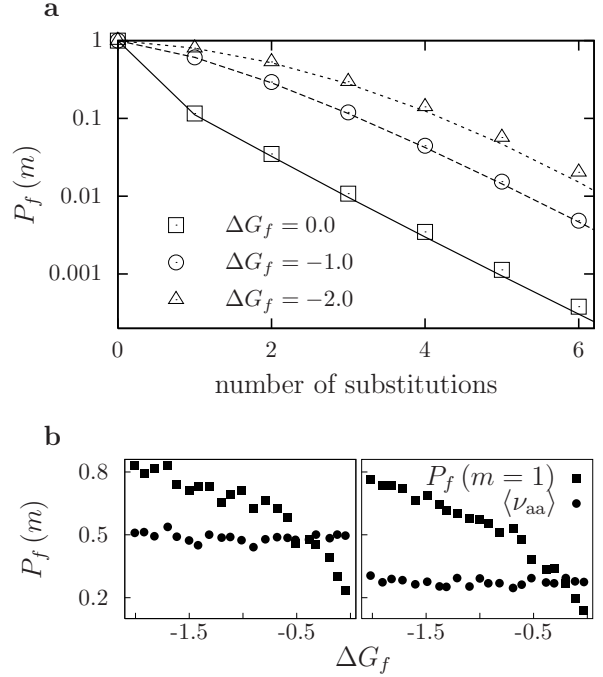 a
P_f (m)
1
0.1
0.01
0.001
ΔG_f = 0.0
ΔG_f = −1.0
ΔG_f = −2.0
0 2 4 6
number of substitutions
b
P_f (m)
0.8
0.5
0.2
P_f (m = 1)
⟨ν_aa⟩
-1.5 -0.5 -1.5 -0.5
ΔG_f